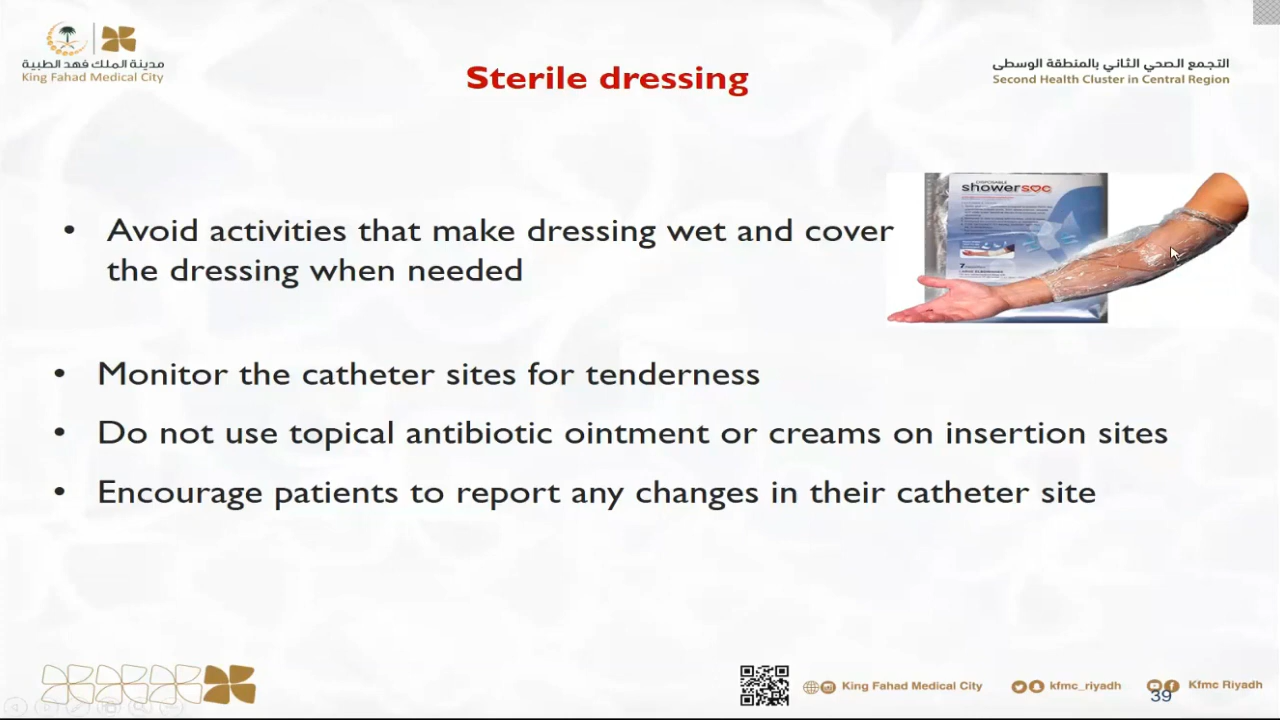 مدينة الملك فهد الطبية
King Fahad Medical City
Sterile dressing
التجمع الصحي الثاني بالمنطقة الوسطى
Second Health Cluster in Central Region
• Avoid activities that make dressing wet and cover
the dressing when needed
DISPOSABLE
showersoc
7
• Monitor the catheter sites for tenderness
• Do not use topical antibiotic ointment or creams on insertion sites
• Encourage patients to report any changes in their catheter site
King Fahad Medical City
kfmc_riyadh
Kfmc Riyadh
39